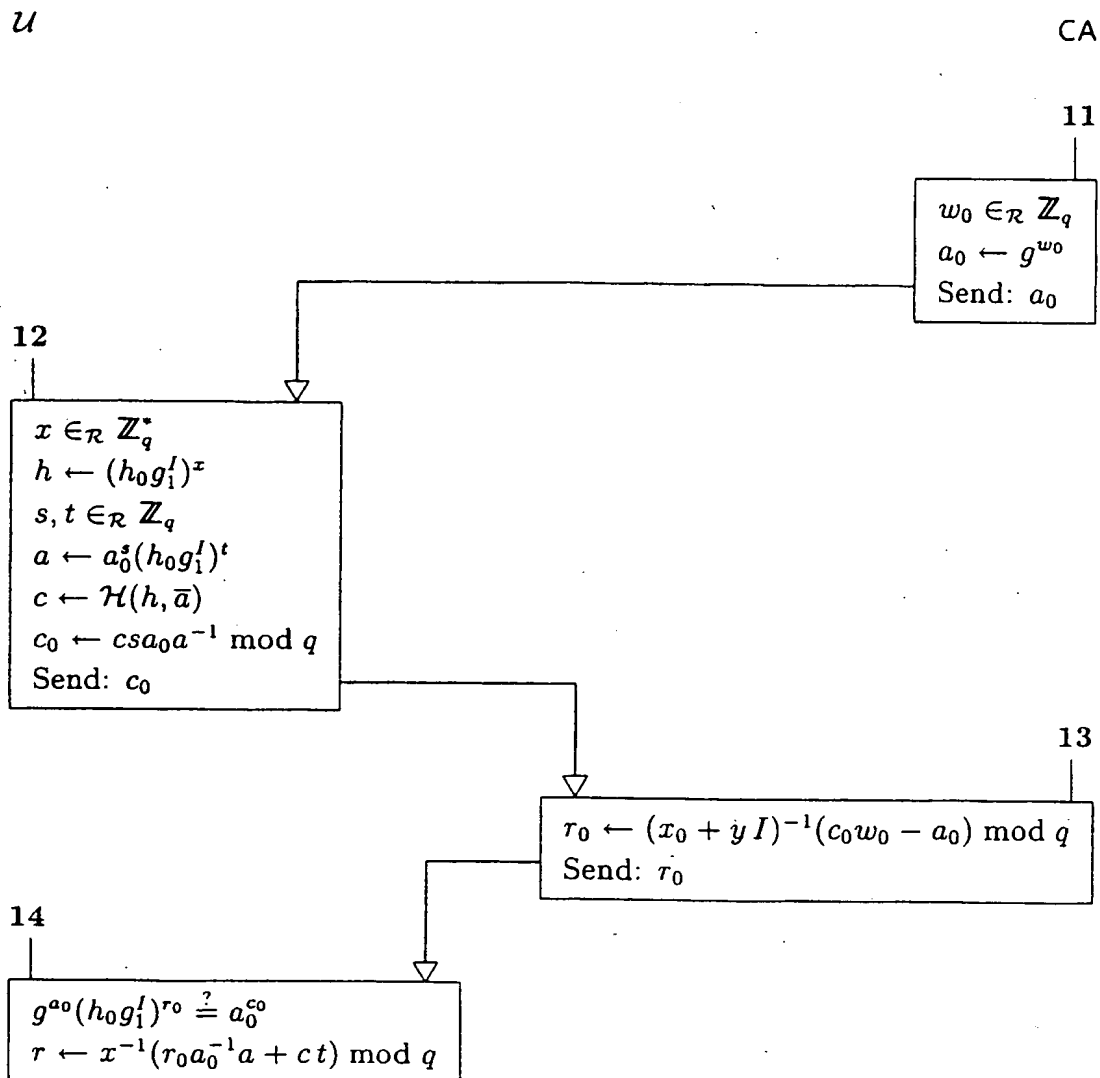 𝒰
CA
11
w₀ ∈_ℛ ℤ_q
a₀ ← g^{w₀}
Send: a₀
12
x ∈_ℛ ℤ_q^*
h ← (h₀g₁^I)^x
s, t ∈_ℛ ℤ_q
a ← a₀^s(h₀g₁^I)^t
c ← ℋ(h, a̅)
c₀ ← csa₀a^{-1} mod q
Send: c₀
13
r₀ ← (x₀ + y I)^{-1}(c₀w₀ − a₀) mod q
Send: r₀
14
g^{a₀}(h₀g₁^I)^{r₀} ≟ a₀^{c₀}
r ← x^{-1}(r₀a₀^{-1}a + c t) mod q